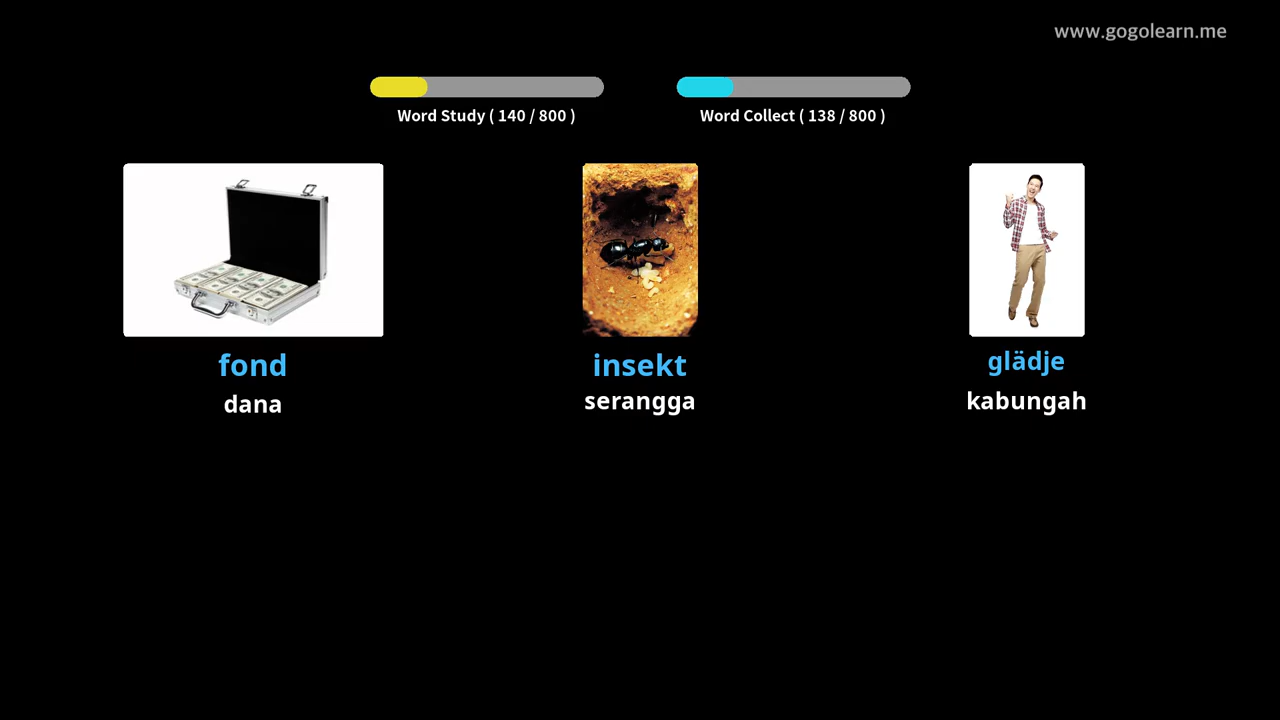 www.gogolearn.me
Word Study ( 140 / 800 )
Word Collect ( 138 / 800 )
fond
dana
insekt
serangga
glädje
kabungah